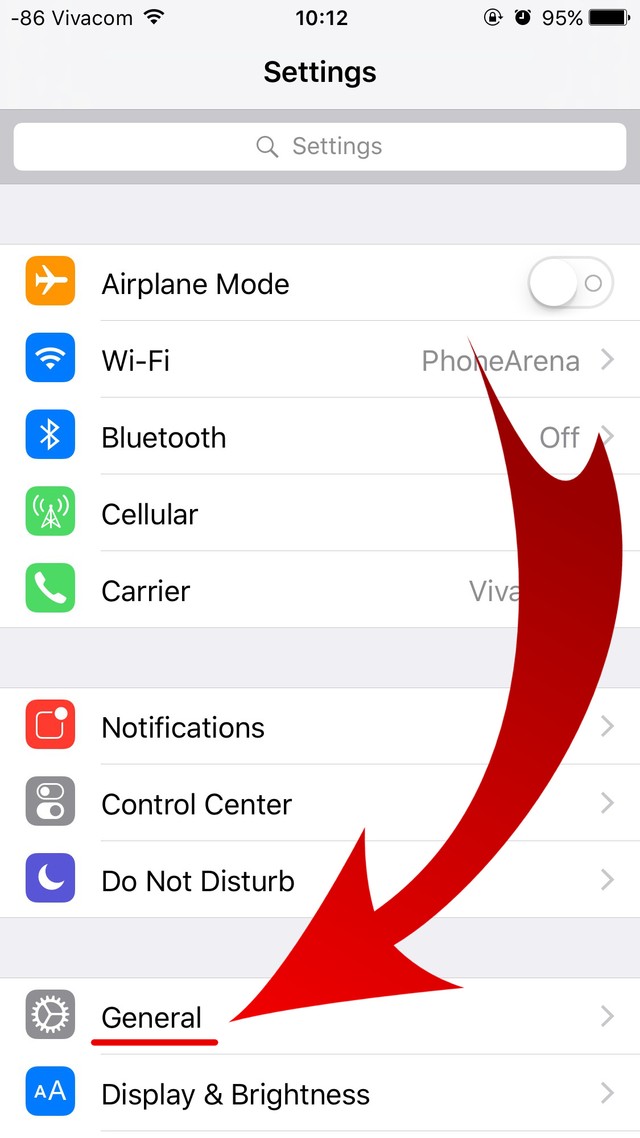 -86 Vivacom 10:12 95%
Settings
Settings
Airplane Mode
Wi-Fi PhoneArena
Bluetooth Off
Cellular
Carrier Viva
Notifications
Control Center
Do Not Disturb
General
AA Display & Brightness